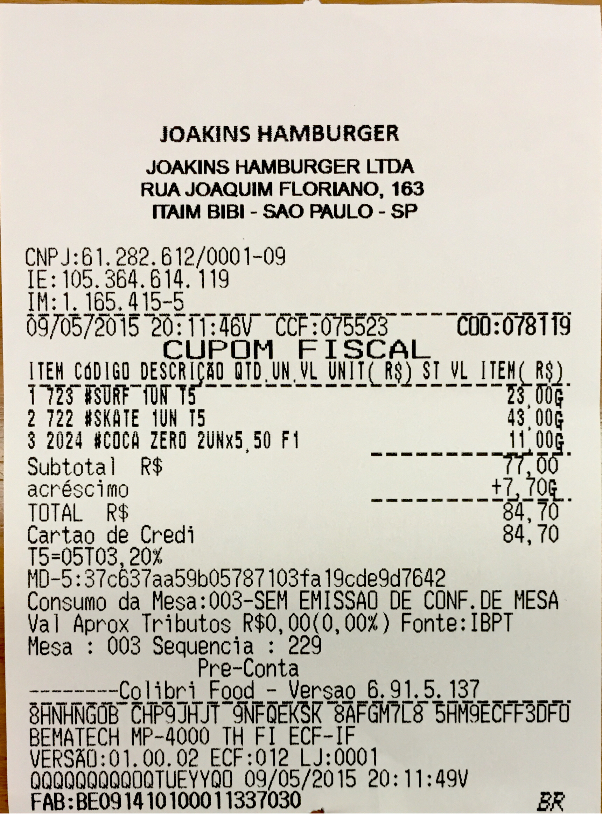 JOAKINS HAMBURGER
JOAKINS HAMBURGER LTDA
RUA JOAQUIM FLORIANO, 163
ITAIM BIBI - SAO PAULO - SP
CNPJ:61.282.612/0001-09
IE:105.364.614.119
IM:1.165.415-5
09/05/2015 20:11:46V CCF:075523 COO:078119
CUPOM FISCAL
ITEM CÓDIGO DESCRIÇÃO QTD.UN.VL UNIT( R$) ST VL ITEM( R$)
1 723 #SURF 1UN T5 23,00G
2 722 #SKATE 1UN T5 43,00G
3 2024 #COCA ZERO 2UNx5,50 F1 11,00G
Subtotal R$ 77,00
acréscimo +7,70G
TOTAL R$ 84,70
Cartao de Credi 84,70
T5=05T03,20%
MD-5:37c637aa59b05787103fa19cde9d7642
Consumo da Mesa:003-SEM EMISSAO DE CONF.DE MESA
Val Aprox Tributos R$0,00(0,00%) Fonte:IBPT
Mesa : 003 Sequencia : 229
Pre-Conta
--------Colibri Food - Versao 6.91.5.137
8HNHNGOB CHP9JHJT 9NFQEKSK 8AFGM7L8 5HM9ECFF3DFO
BEMATECH MP-4000 TH FI ECF-IF
VERSÃO:01.00.02 ECF:012 LJ:0001
QQQQQQQQQQQTUEYYQO 09/05/2015 20:11:49V
FAB:BE091410100011337030 BR